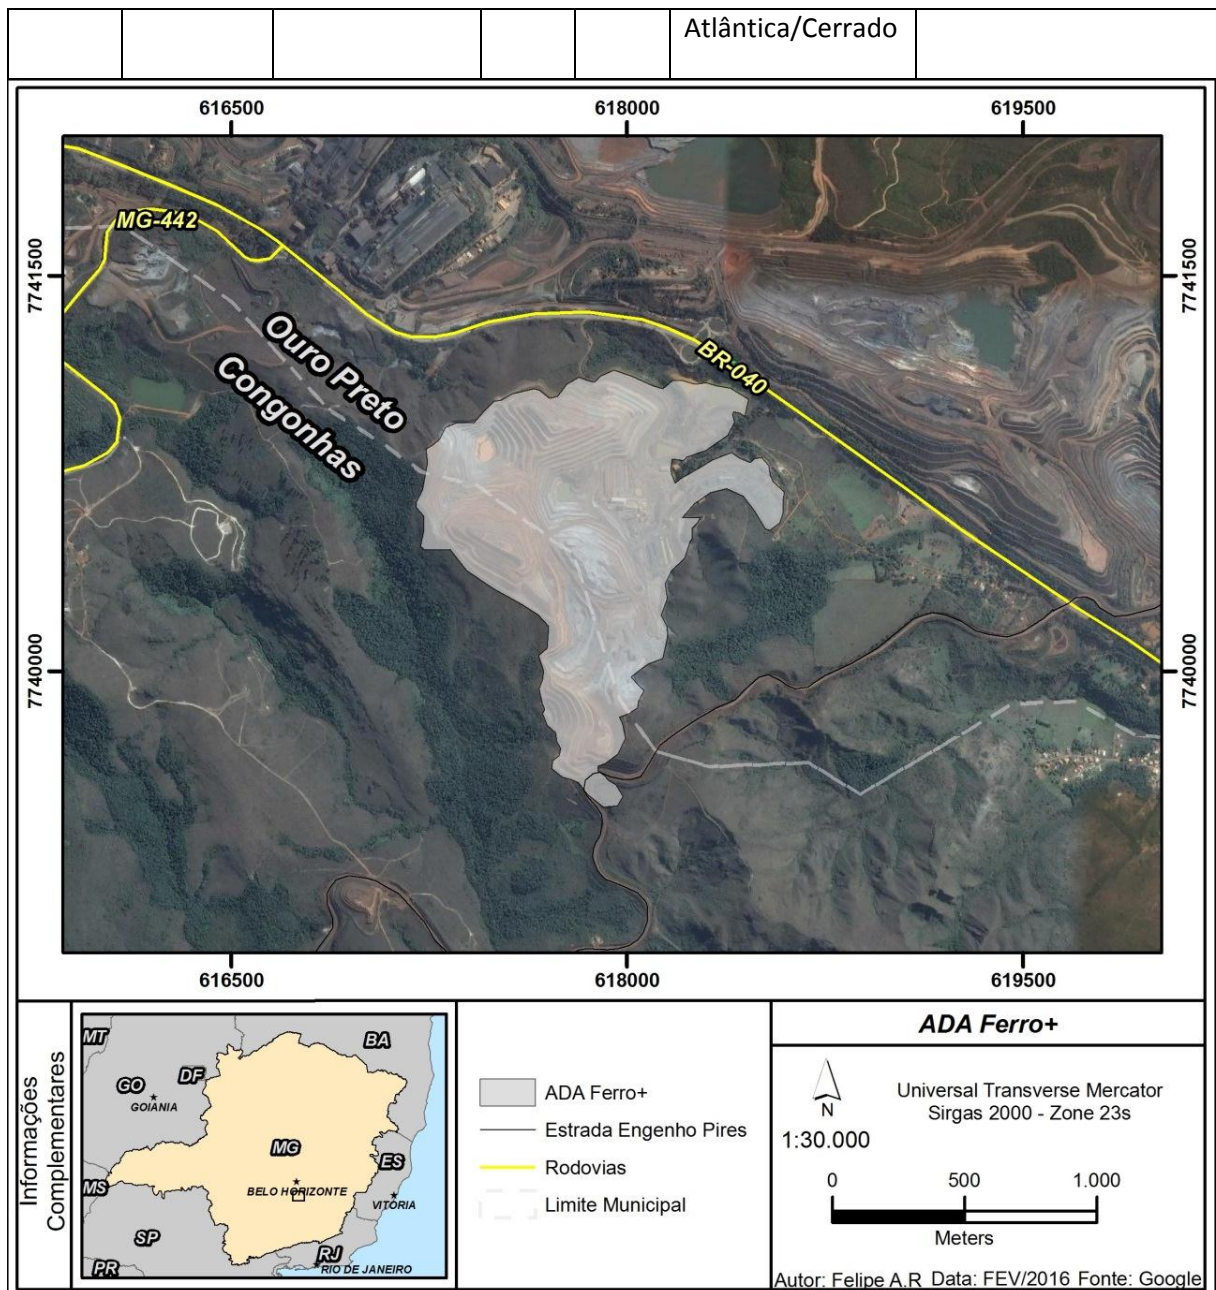 Atlântica/Cerrado
616500 618000 619500
MG-442
7741500
7741500
Ouro Preto
Congonhas
BR-040
7740000
7740000
616500 618000 619500
Informações
Complementares
MT
BA
GO
DF
GOIÂNIA
MG
ES
MS
BELO HORIZONTE
VITÓRIA
SP
RJ
PR
RIO DE JANEIRO
ADA Ferro+
Estrada Engenho Pires
Rodovias
Limite Municipal
ADA Ferro+
N
1:30.000
Universal Transverse Mercator
Sirgas 2000 - Zone 23s
0 500 1.000
Meters
Autor: Felipe A.R Data: FEV/2016 Fonte: Google